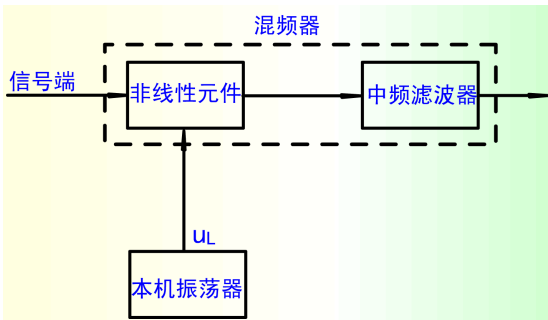 混频器
信号端
非线性元件
中频滤波器
uL
本机振荡器